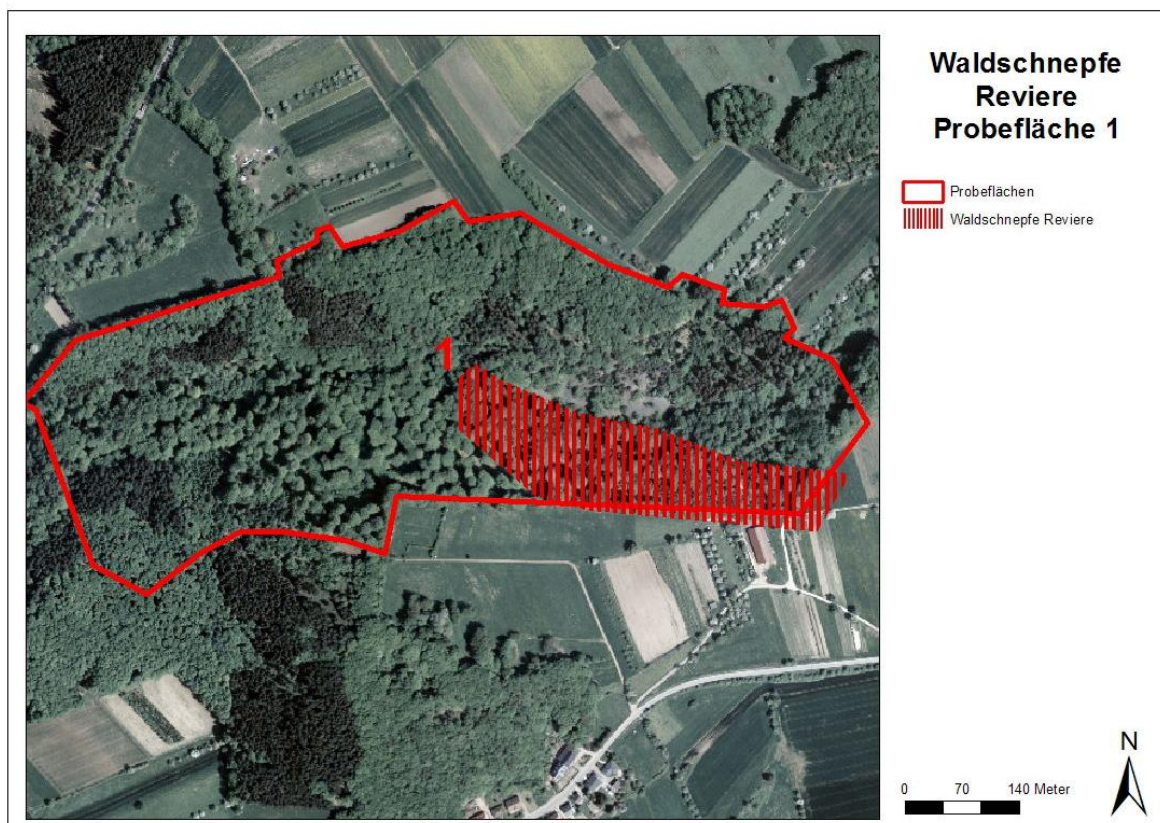 Waldschnepfe
Reviere
Probefläche 1
Probeflächen
Waldschnepfe Reviere
1
N
0 70 140 Meter